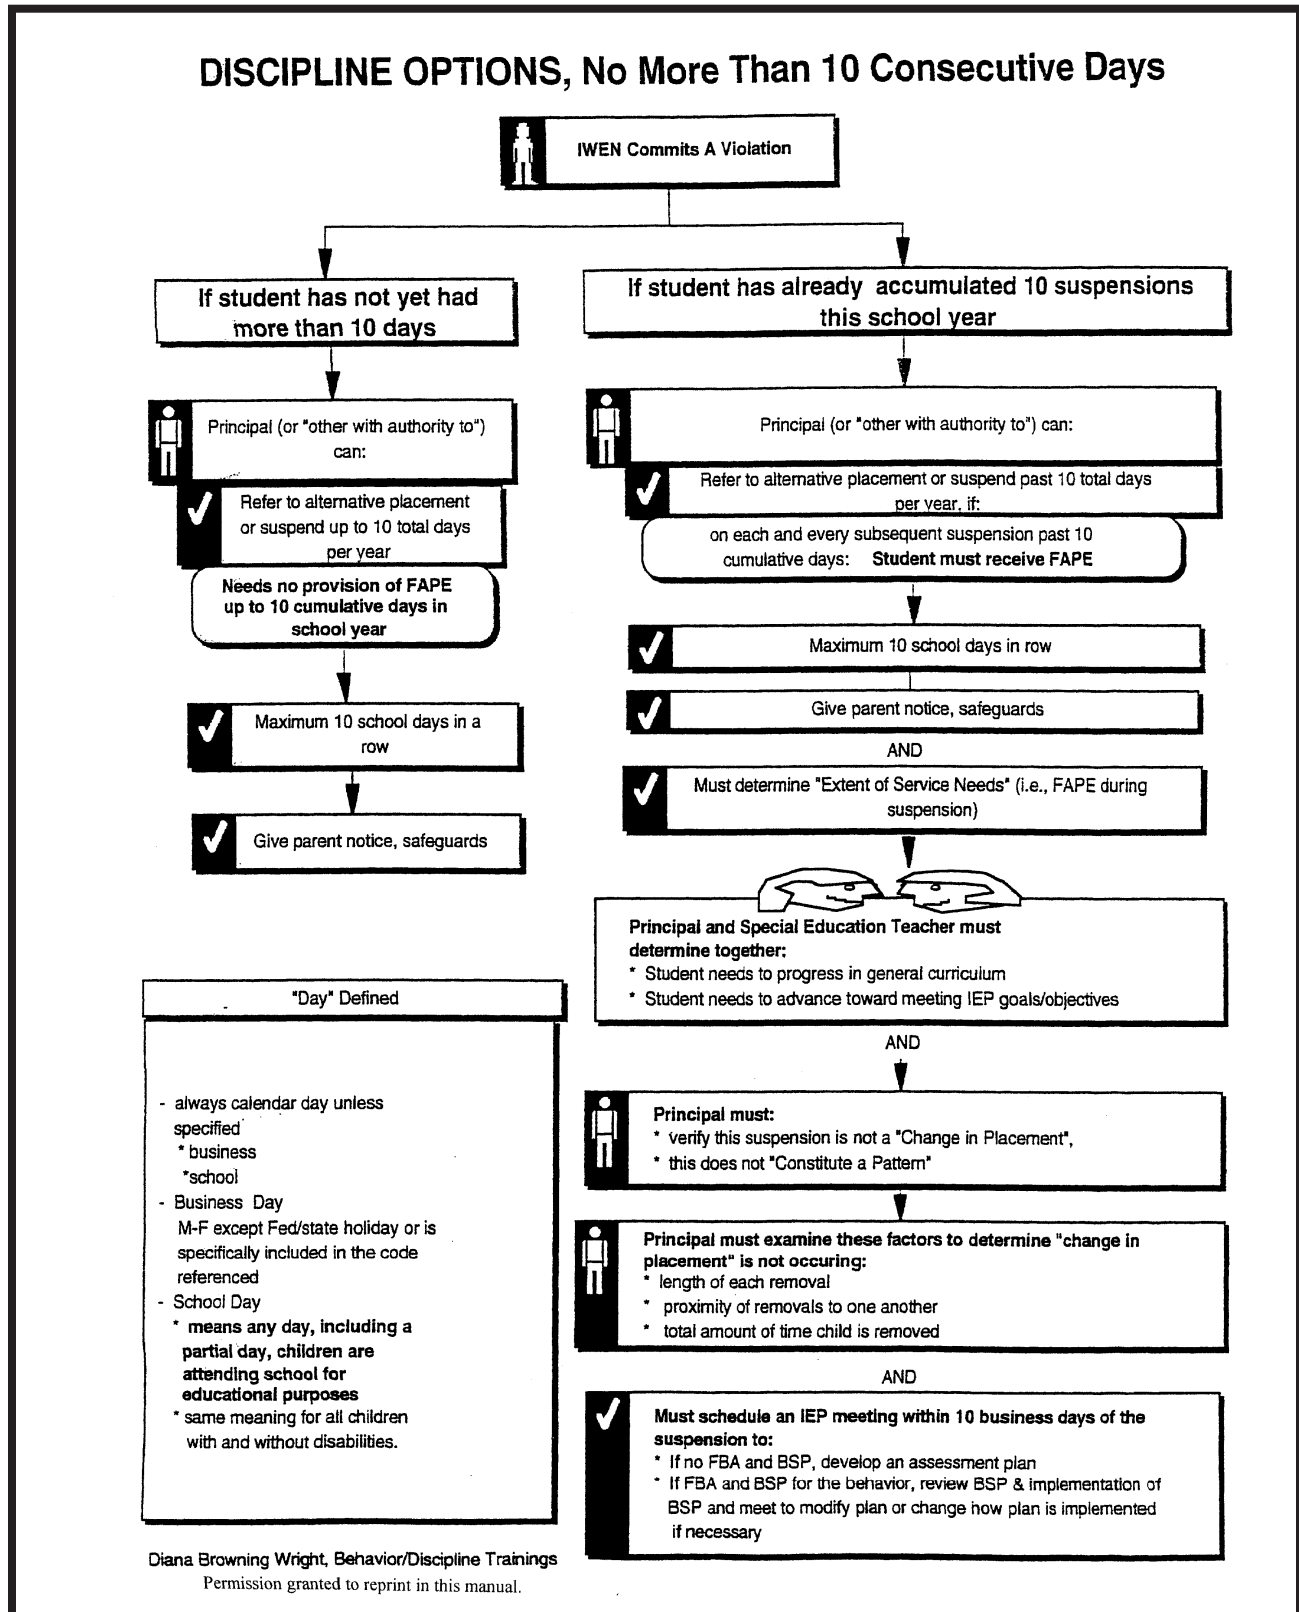 DISCIPLINE OPTIONS, No More Than 10 Consecutive Days
IWEN Commits A Violation
If student has not yet had
more than 10 days
Principal (or "other with authority to")
can:
Refer to alternative placement
or suspend up to 10 total days
per year
Needs no provision of FAPE
up to 10 cumulative days in
school year
Maximum 10 school days in a
row
Give parent notice, safeguards
If student has already accumulated 10 suspensions
this school year
Principal (or "other with authority to") can:
Refer to alternative placement or suspend past 10 total days
per year, if:
on each and every subsequent suspension past 10
cumulative days: Student must receive FAPE
Maximum 10 school days in row
Give parent notice, safeguards
AND
Must determine "Extent of Service Needs" (i.e., FAPE during
suspension)
Principal and Special Education Teacher must
determine together:
* Student needs to progress in general curriculum
* Student needs to advance toward meeting IEP goals/objectives
AND
Principal must:
* verify this suspension is not a "Change in Placement",
* this does not "Constitute a Pattern"
Principal must examine these factors to determine "change in
placement" is not occuring:
* length of each removal
* proximity of removals to one another
* total amount of time child is removed
AND
Must schedule an IEP meeting within 10 business days of the
suspension to:
* If no FBA and BSP, develop an assessment plan
* If FBA and BSP for the behavior, review BSP & implementation of
BSP and meet to modify plan or change how plan is implemented
if necessary
"Day" Defined
- always calendar day unless
specified
* business
*school
- Business Day
M-F except Fed/state holiday or is
specifically included in the code
referenced
- School Day
* means any day, including a
partial day, children are
attending school for
educational purposes
* same meaning for all children
with and without disabilities.
Diana Browning Wright, Behavior/Discipline Trainings
Permission granted to reprint in this manual.